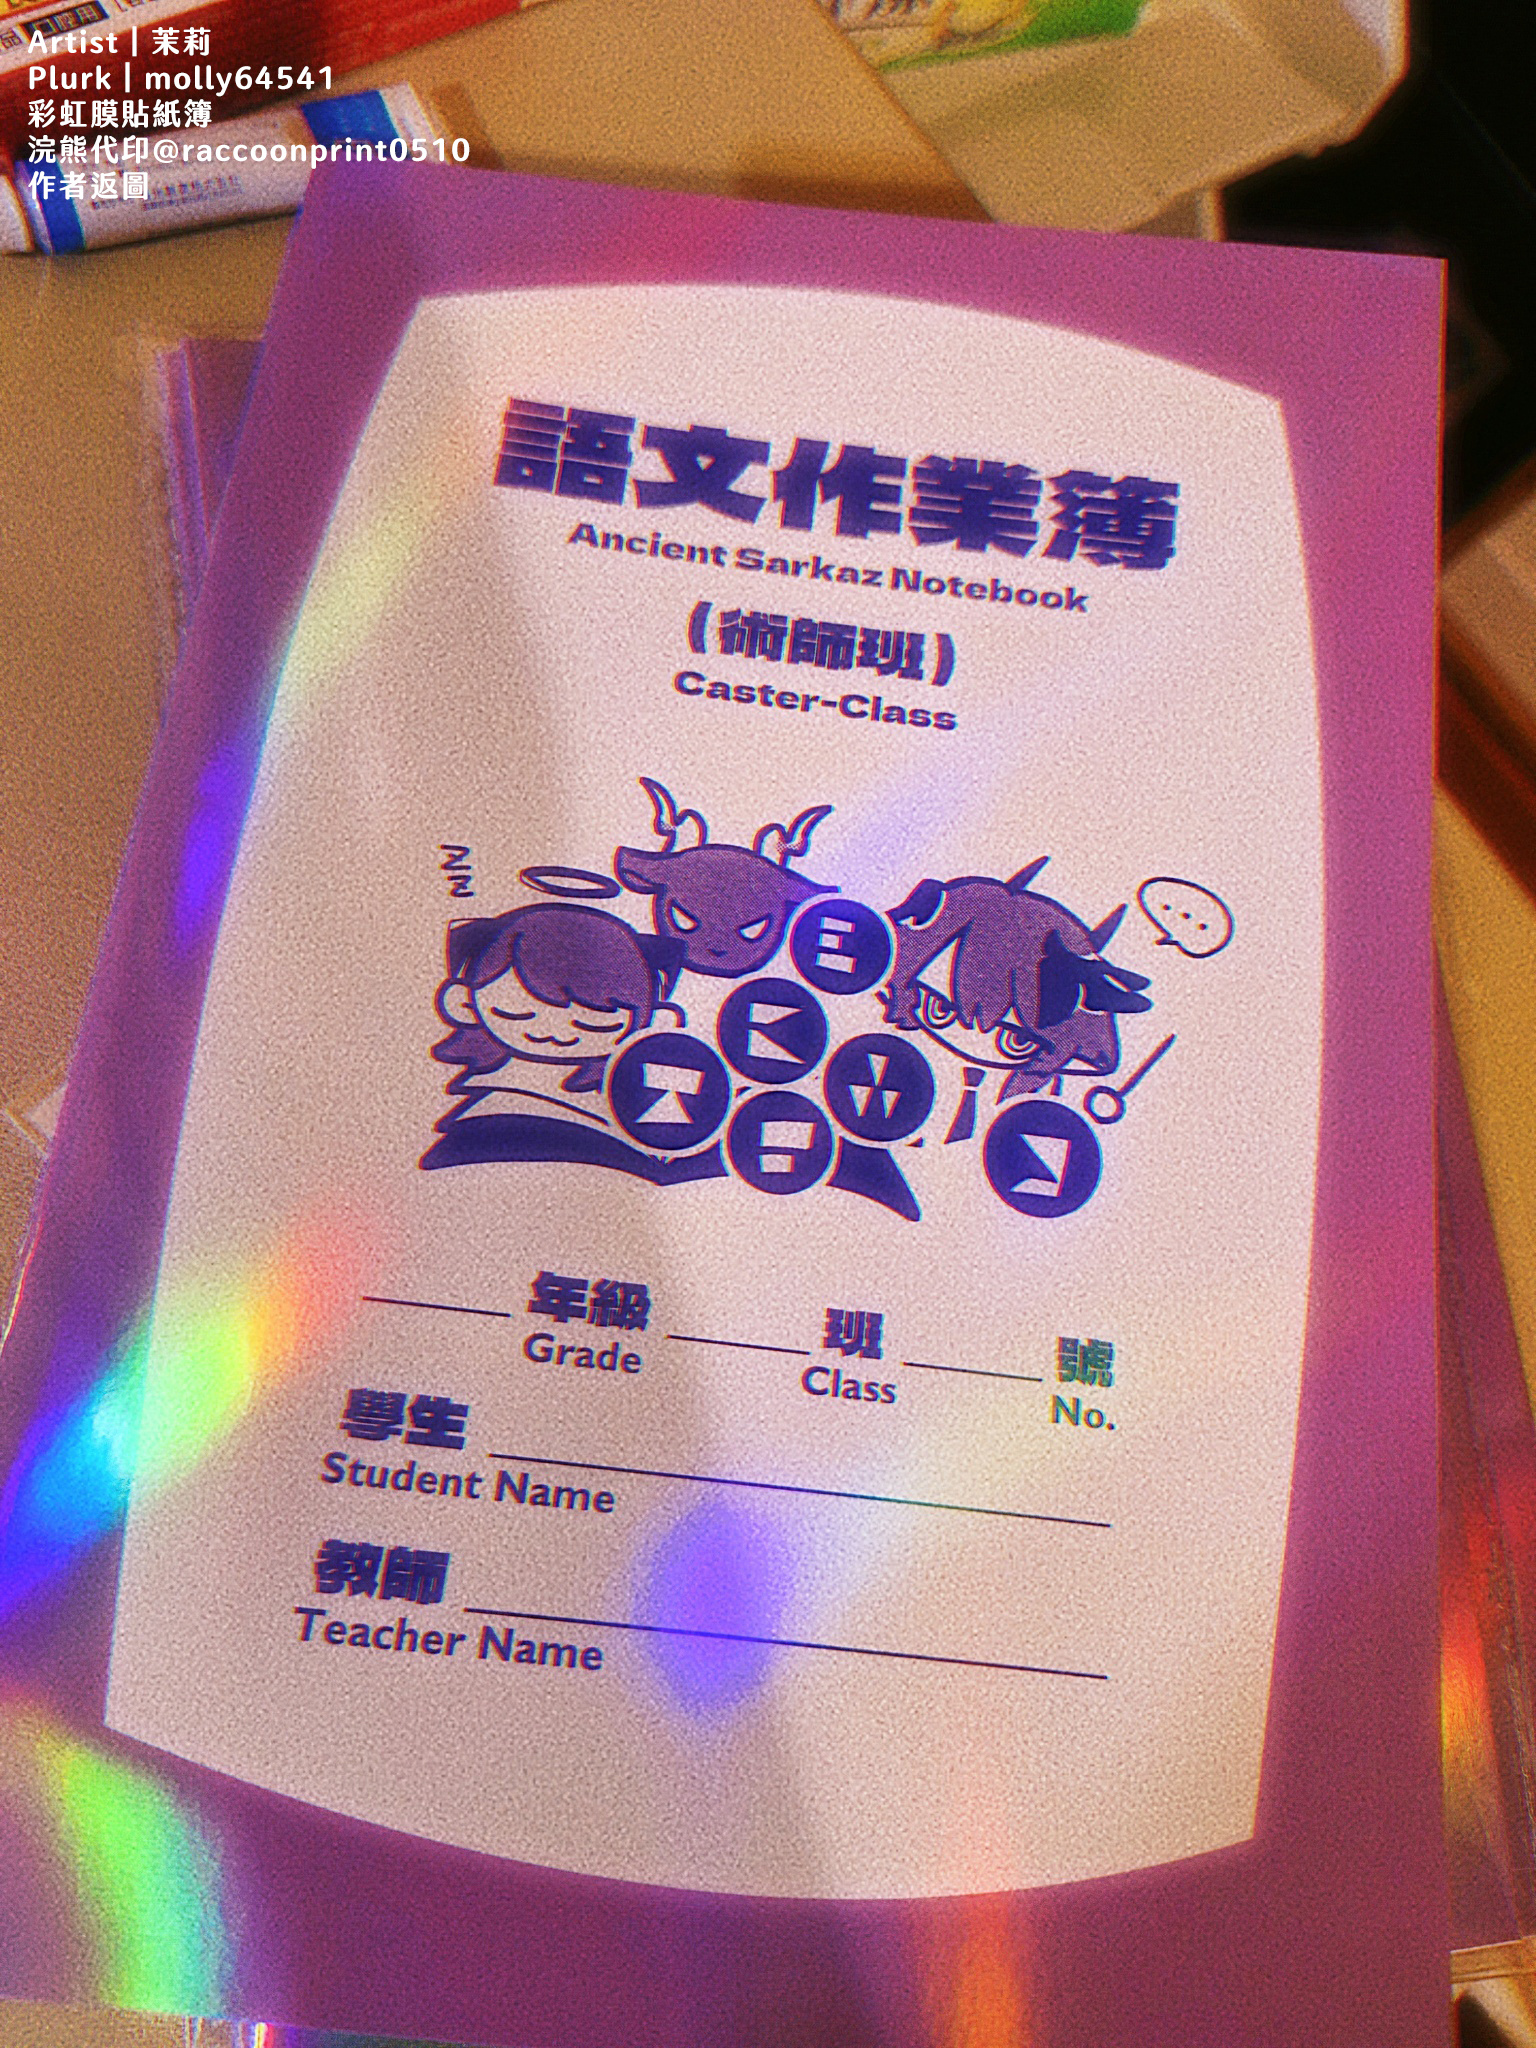 Artist | 茉莉
Plurk | molly64541
彩虹膜貼紙簿
浣熊代印@raccoonprint0510
作者返圖
語文作業簿
Ancient Sarkaz Notebook
(術師班)
Caster-Class
zzzz
...
年級 班 號
Grade Class No.
學生
Student Name
教師
Teacher Name